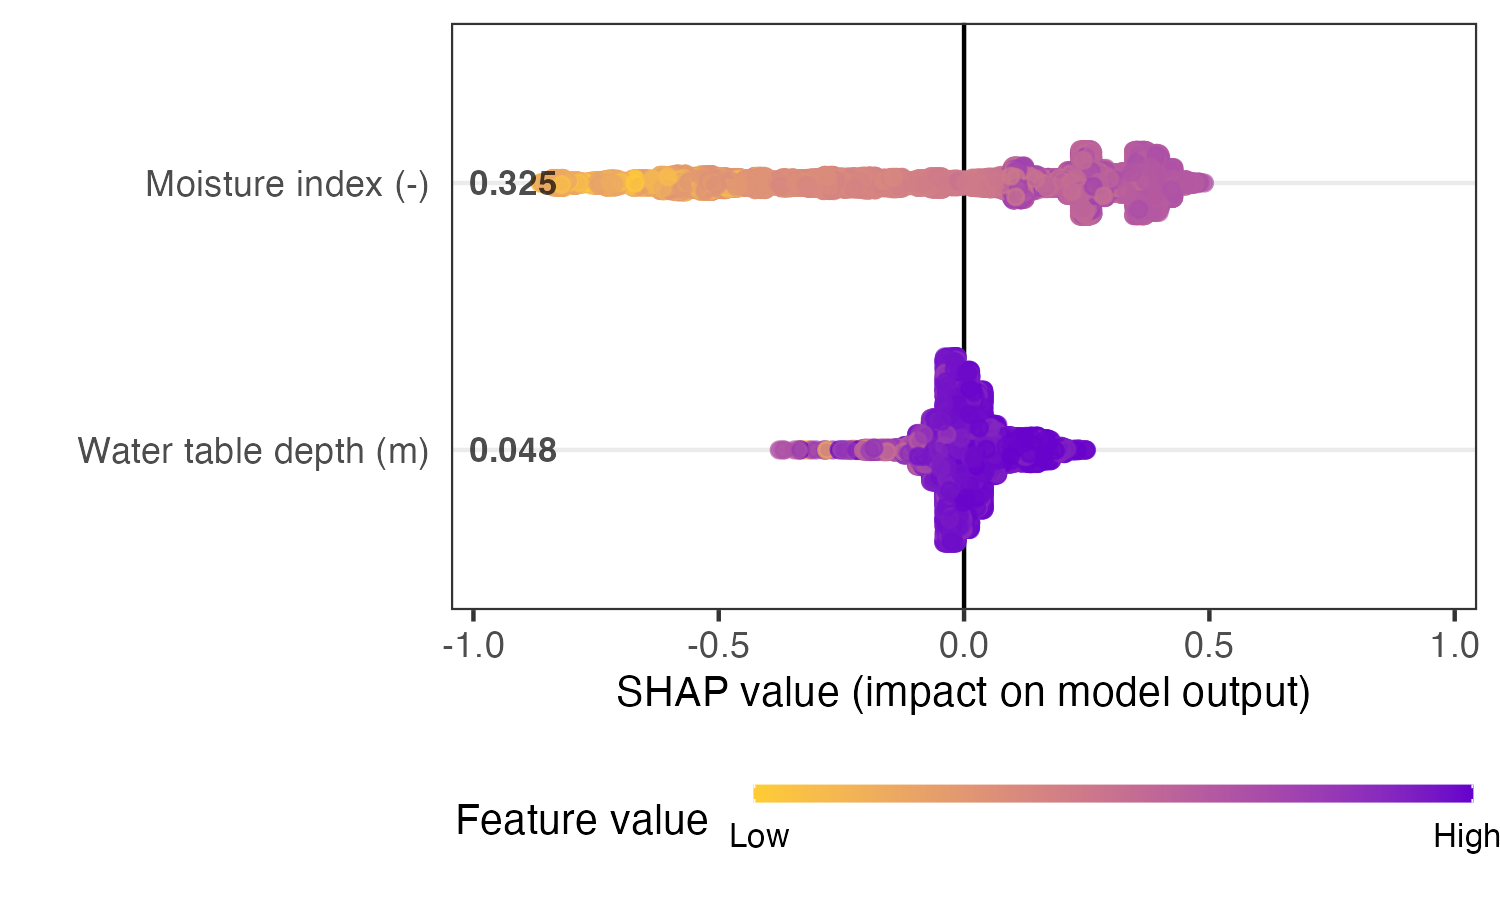 Moisture index (-)
0.325
Water table depth (m)
0.048
-1.0 -0.5 0.0 0.5 1.0
SHAP value (impact on model output)
Feature value
Low High